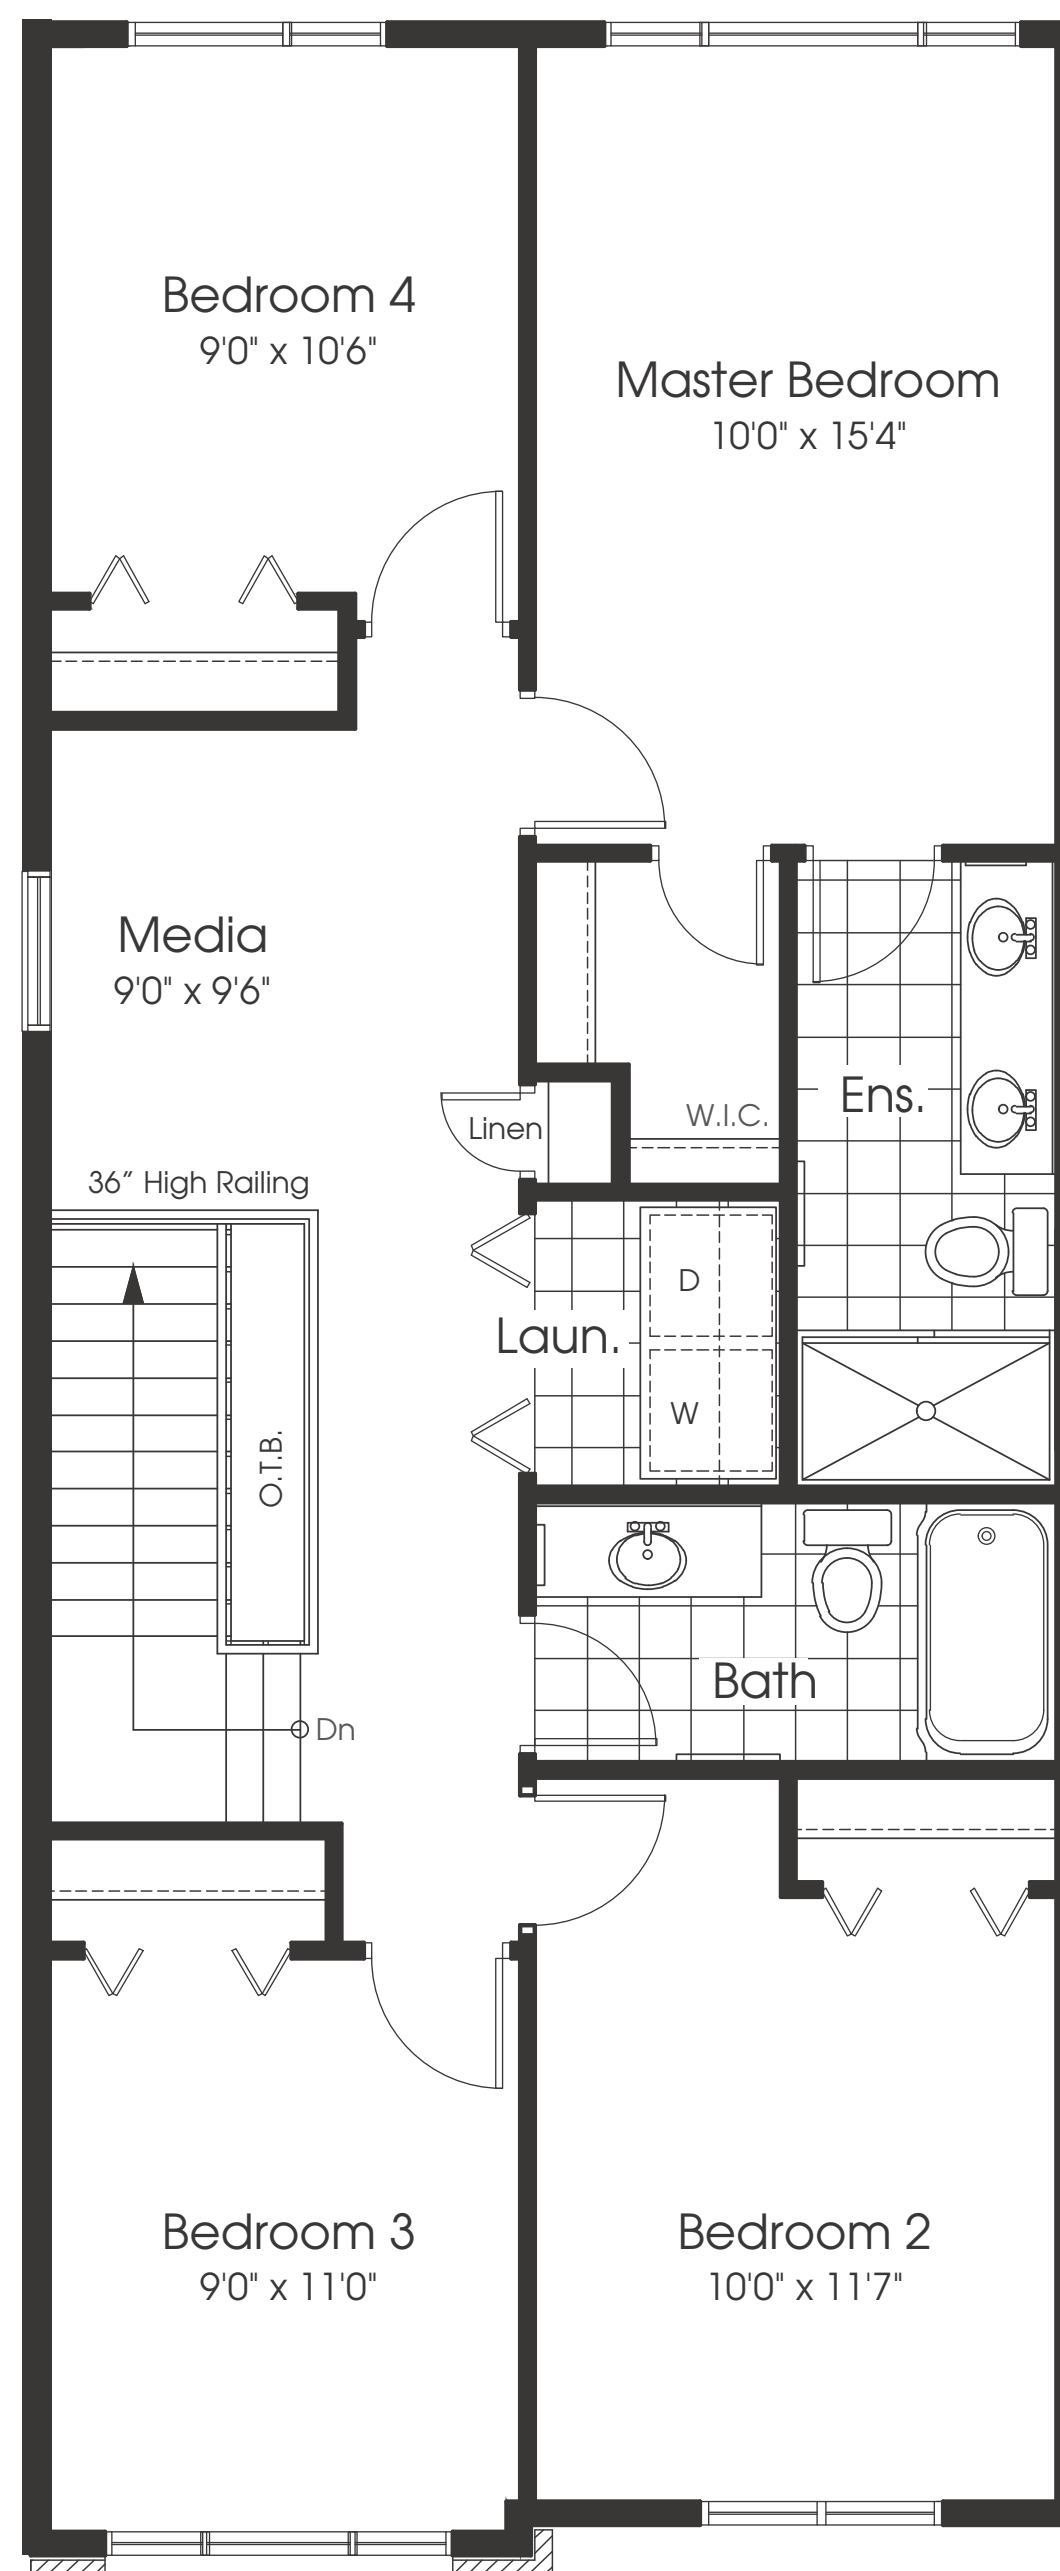 Bedroom 4
9'0" x 10'6"
Master Bedroom
10'0" x 15'4"
Media
9'0" x 9'6"
Ens.
W.I.C.
Linen
36” High Railing
D
Laun.
W
O.T.B.
Bath
Dn
Bedroom 3
9'0" x 11'0"
Bedroom 2
10'0" x 11'7"